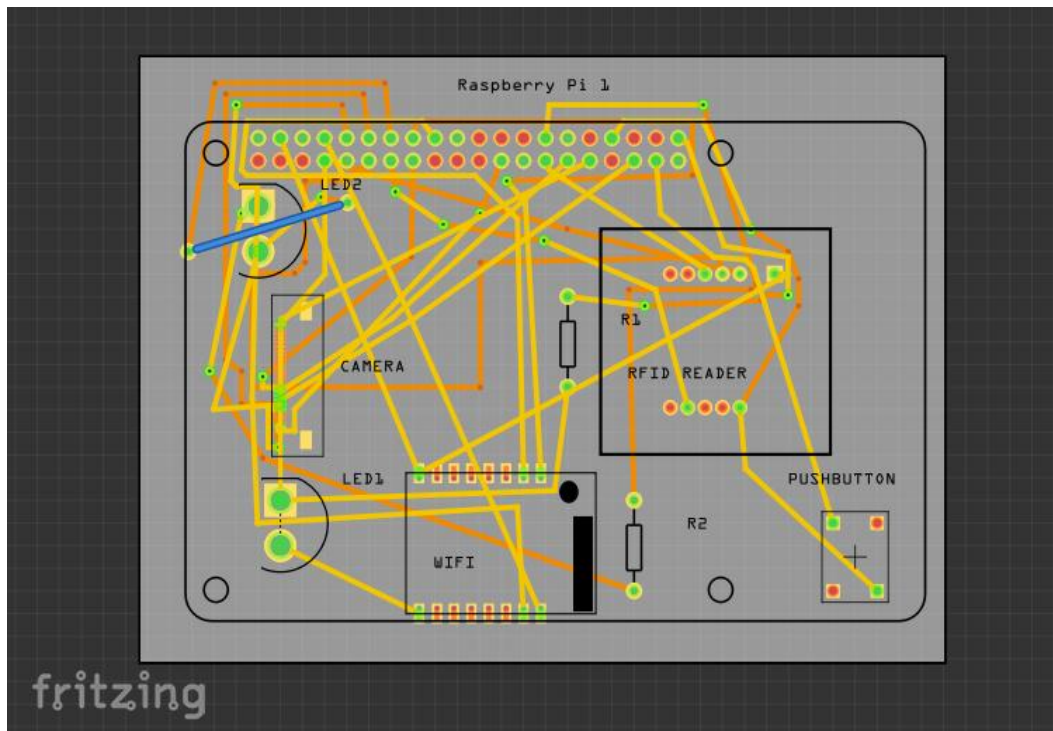 Raspberry Pi 1
LED2
R1
CAMERA
RFID READER
LED1
PUSHBUTTON
R2
WIFI
fritzing